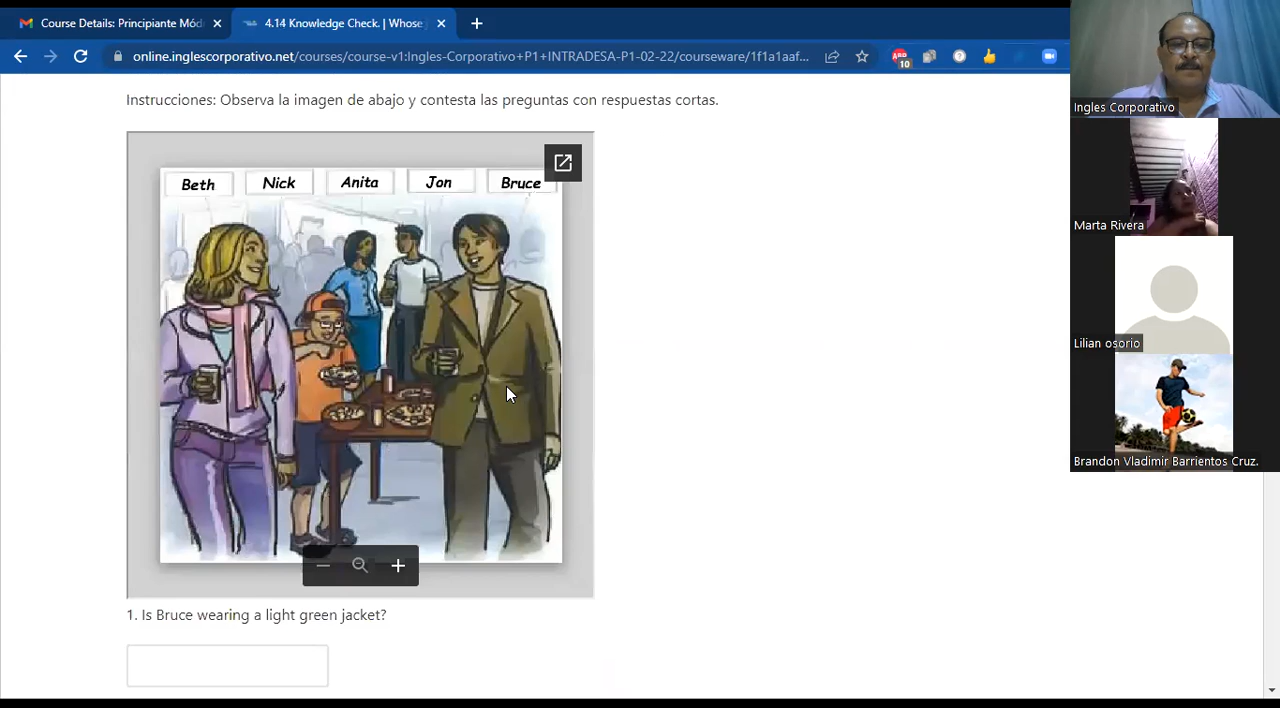 Course Details: Principiante Mód
4.14 Knowledge Check. | Whose
online.inglescorporativo.net/courses/course-v1:Ingles-Corporativo+P1+INTRADESA-P1-02-22/courseware/1f1a1aaf...
10
Instrucciones: Observa la imagen de abajo y contesta las preguntas con respuestas cortas.
Beth Nick Anita Jon Bruce
1. Is Bruce wearing a light green jacket?
Ingles Corporativo
Marta Rivera
Lilian osorio
Brandon Vladimir Barrientos Cruz.